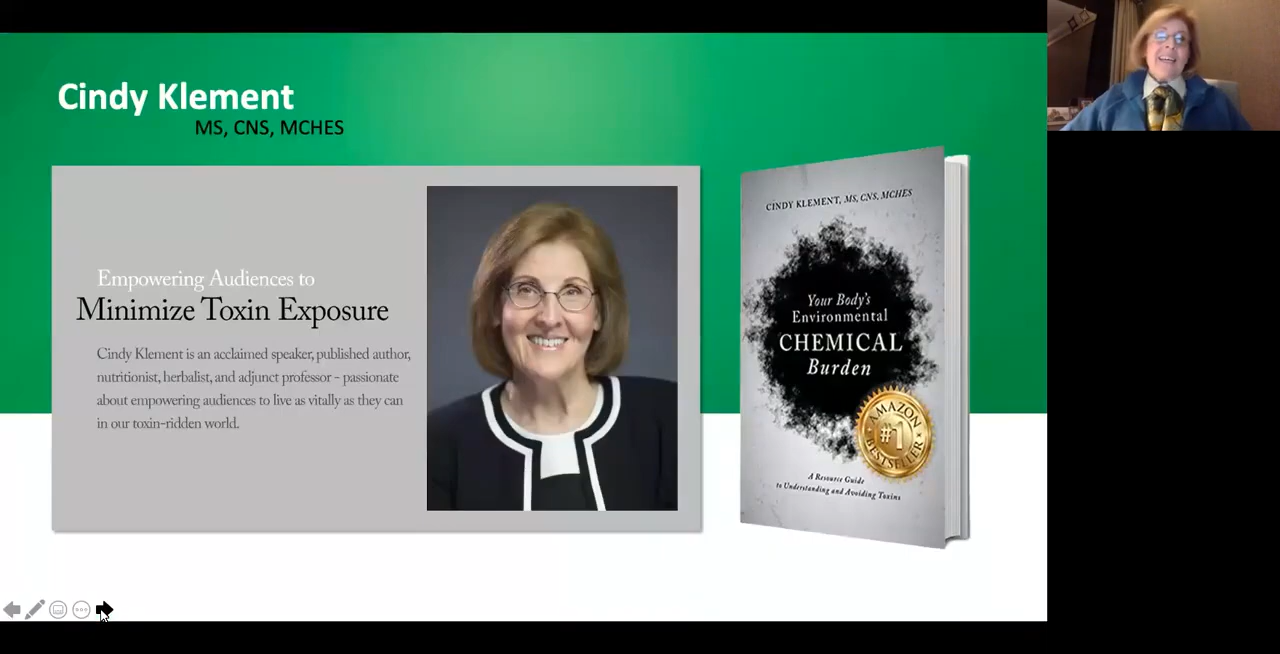 Cindy Klement
MS, CNS, MCHES
Empowering Audiences to
Minimize Toxin Exposure
Cindy Klement is an acclaimed speaker, published author,
nutritionist, herbalist, and adjunct professor - passionate
about empowering audiences to live as vitally as they can
in our toxin-ridden world.
CINDY KLEMENT, MS, CNS, MCHES
Your Body's
Environmental
CHEMICAL
Burden
AMAZON
#1
BESTSELLER
A Resource Guide
to Understanding and Avoiding Toxins